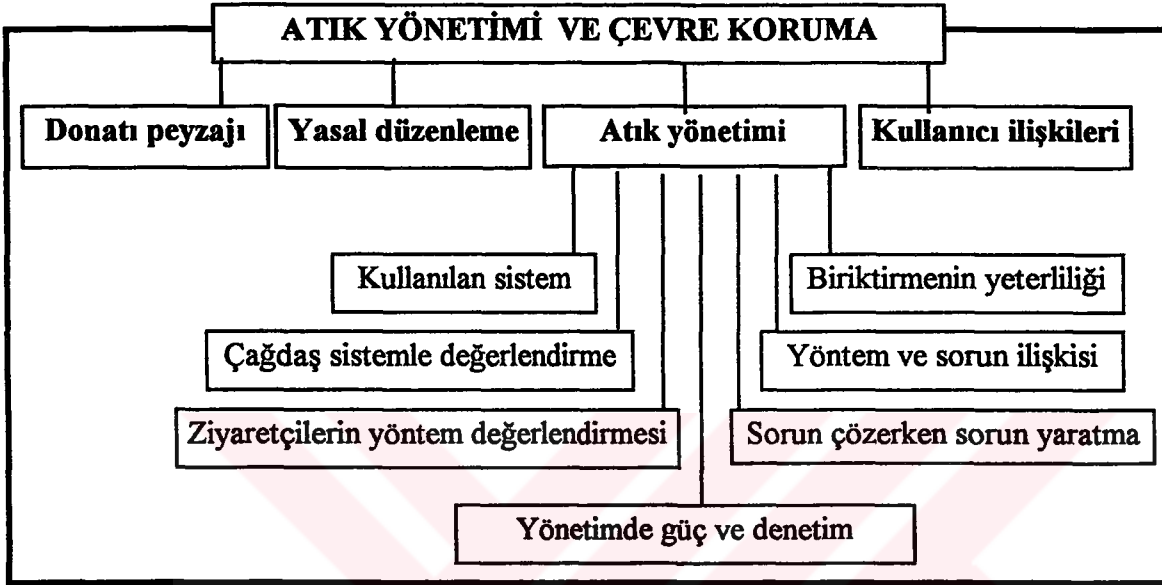 ATIK YÖNETİMİ VE ÇEVRE KORUMA
Donatı peyzajı
Yasal düzenleme
Atık yönetimi
Kullanıcı ilişkileri
Kullanılan sistem
Biriktirmenin yeterliliği
Çağdaş sistemle değerlendirme
Yöntem ve sorun ilişkisi
Ziyaretçilerin yöntem değerlendirmesi
Sorun çözerken sorun yaratma
Yönetimde güç ve denetim